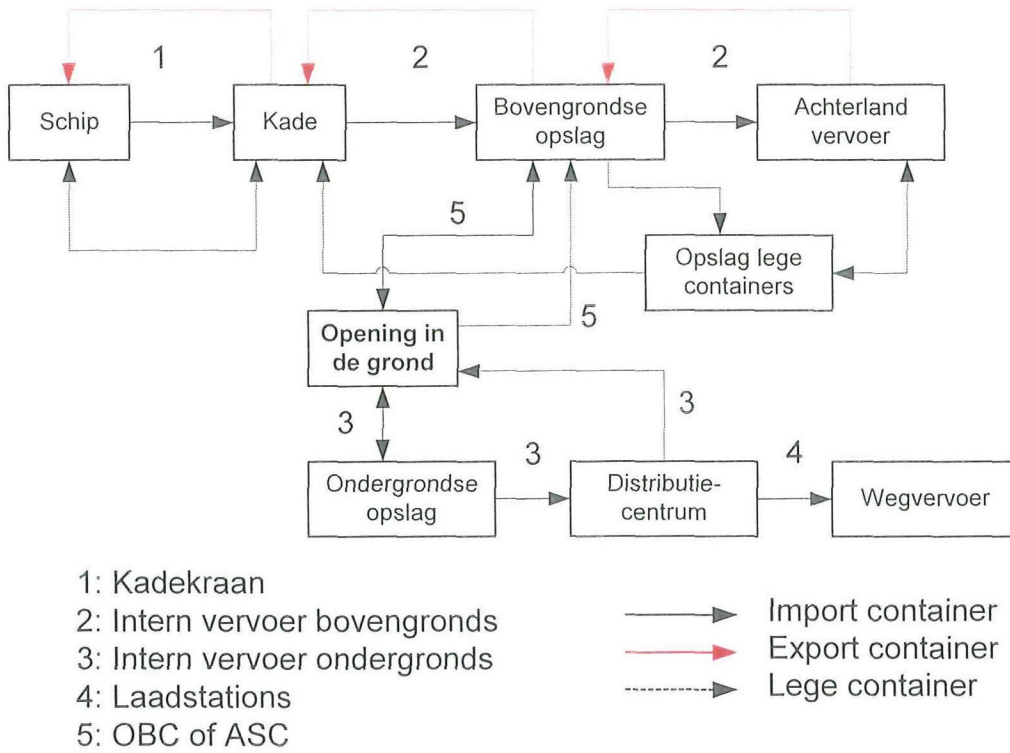 1
2
2
Schip
Kade
Bovengrondse
opslag
Achterland
vervoer
5
Opslag lege
containers
Opening in
de grond
5
3
3
3
4
Ondergrondse
opslag
Distributie-
centrum
Wegvervoer
1: Kadekraan
2: Intern vervoer bovengronds
3: Intern vervoer ondergronds
4: Laadstations
5: OBC of ASC
Import container
Export container
Lege container